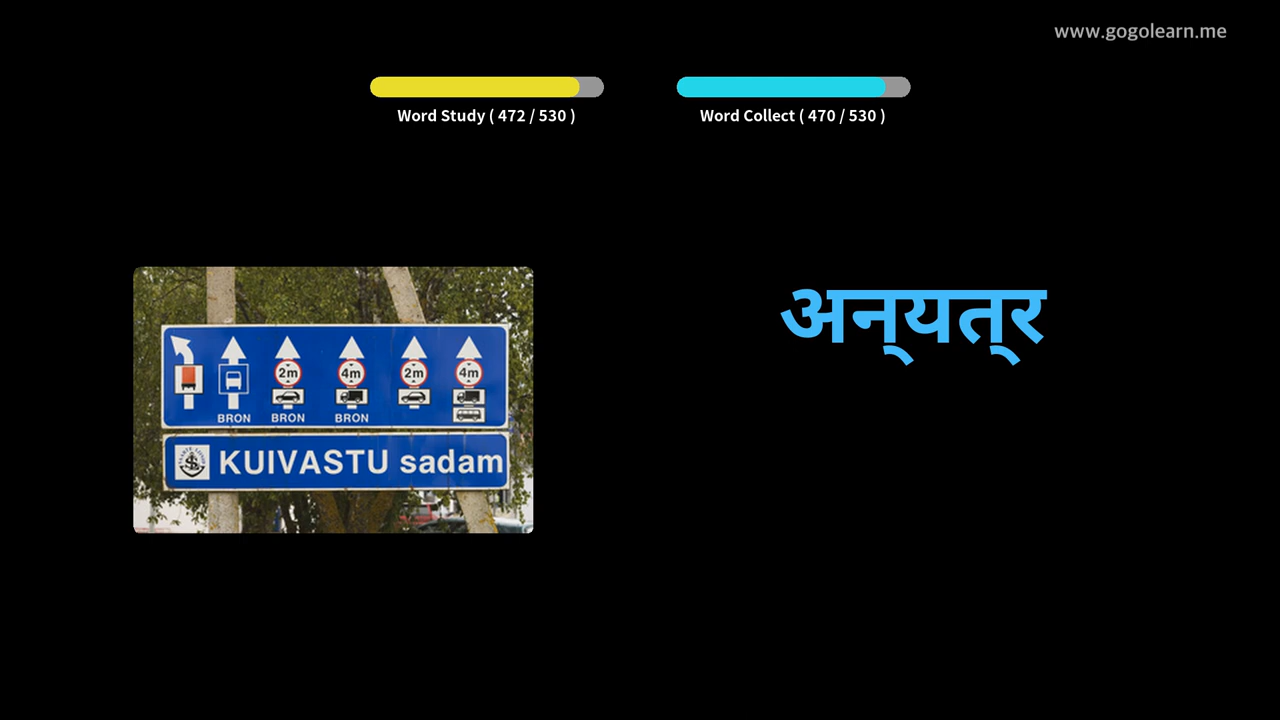 www.gogolearn.me
Word Study ( 472 / 530 )
Word Collect ( 470 / 530 )
अन्‌यत्‌र
2m 4m 2m 4m
BRON BRON BRON
KUIVASTU sadam